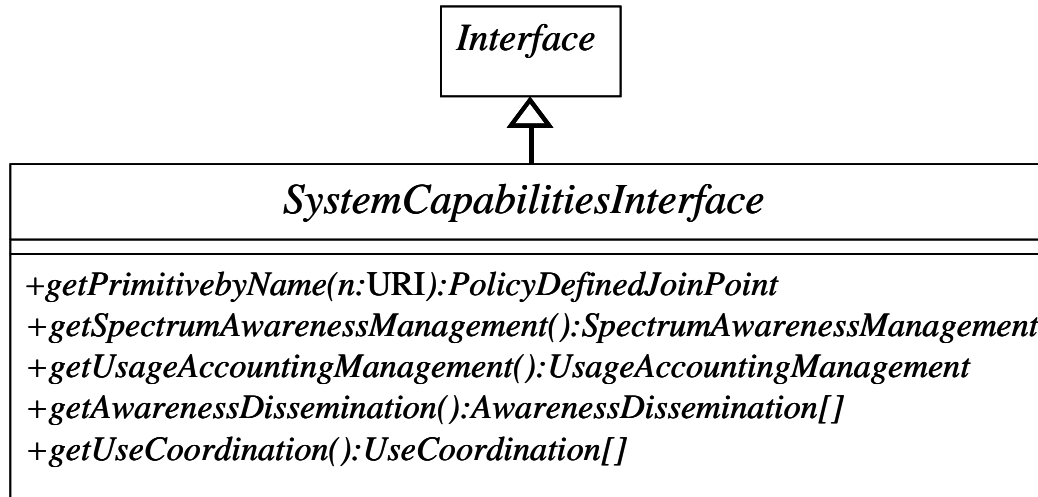 Interface
SystemCapabilitiesInterface
+getPrimitivebyName(n:URI):PolicyDefinedJoinPoint
+getSpectrumAwarenessManagement():SpectrumAwarenessManagement
+getUsageAccountingManagement():UsageAccountingManagement
+getAwarenessDissemination():AwarenessDissemination[]
+getUseCoordination():UseCoordination[]